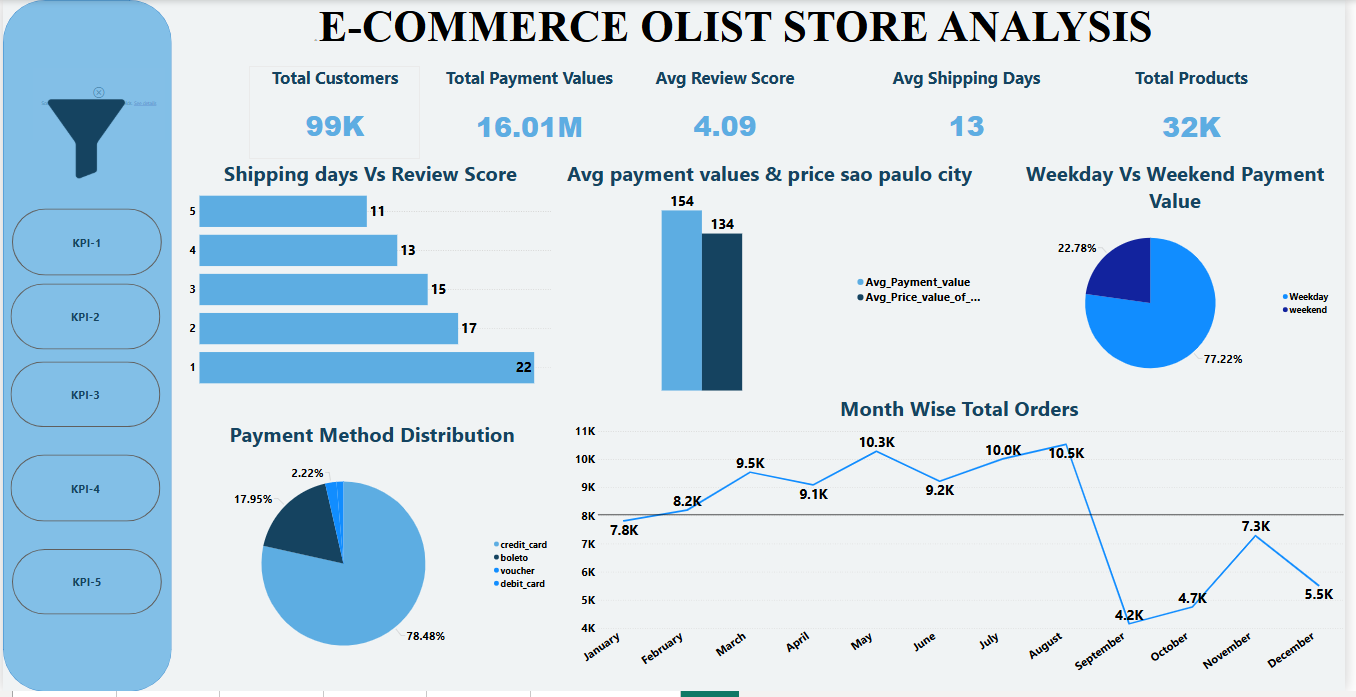 E-COMMERCE OLIST STORE ANALYSIS
Total Customers
99K
Total Payment Values
16.01M
Avg Review Score
4.09
Avg Shipping Days
13
Total Products
32K
KPI-1
KPI-2
KPI-3
KPI-4
KPI-5
Shipping days Vs Review Score
5 11
4 13
3 15
2 17
1 22
Avg payment values & price sao paulo city
154
134
Avg_Payment_value
Avg_Price_value_of_...
Weekday Vs Weekend Payment
Value
22.78%
77.22%
Weekday
weekend
Payment Method Distribution
2.22%
17.95%
78.48%
credit_card
boleto
voucher
debit_card
Month Wise Total Orders
11K
10K
9K
8K
7K
6K
5K
4K
7.8K
8.2K
9.5K
9.1K
10.3K
9.2K
10.0K
10.5K
4.2K
4.7K
7.3K
5.5K
January
February
March
April
May
June
July
August
September
October
November
December